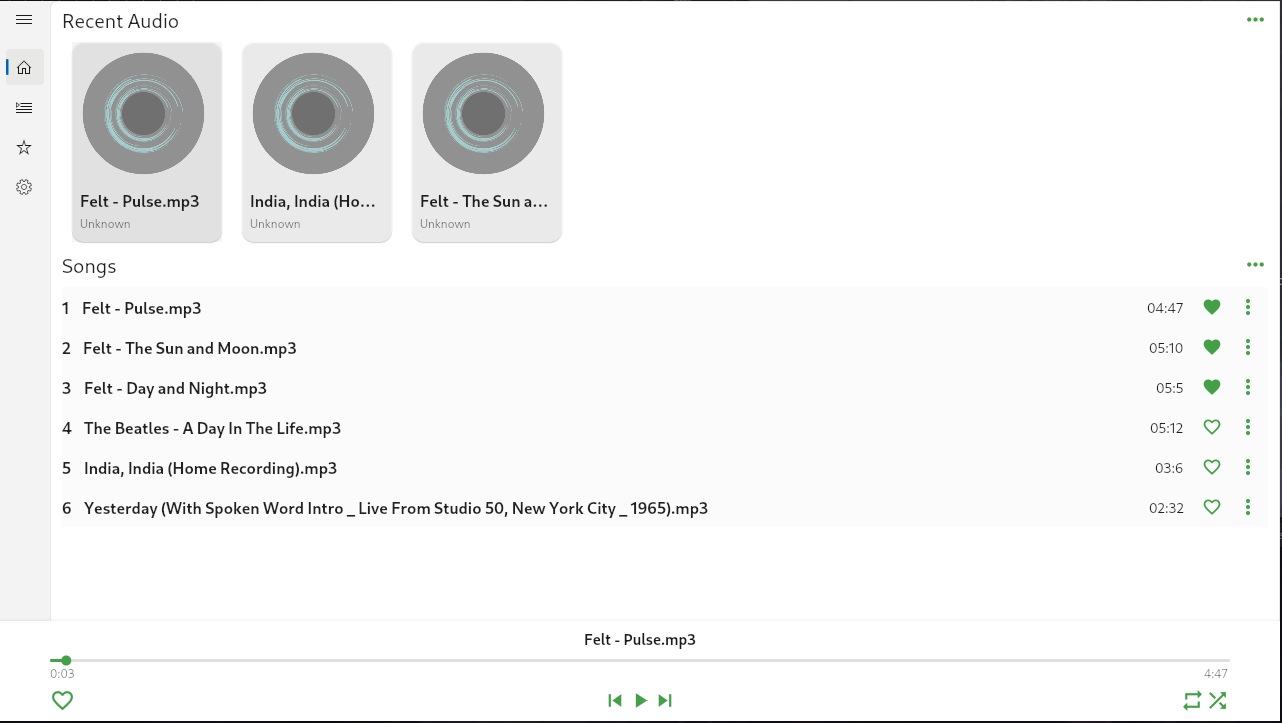 Recent Audio
Felt - Pulse.mp3
Unknown
India, India (Ho...
Unknown
Felt - The Sun a...
Unknown
Songs
1 Felt - Pulse.mp3 04:47
2 Felt - The Sun and Moon.mp3 05:10
3 Felt - Day and Night.mp3 05:5
4 The Beatles - A Day In The Life.mp3 05:12
5 India, India (Home Recording).mp3 03:6
6 Yesterday (With Spoken Word Intro _ Live From Studio 50, New York City _ 1965).mp3 02:32
Felt - Pulse.mp3
0:03 4:47